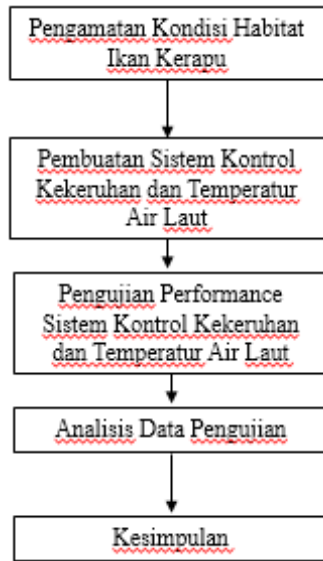 Pengamatan Kondisi Habitat
Ikan Kerapu
Pembuatan Sistem Kontrol
Kekeruhan dan Temperatur
Air Laut
Pengujian Performance
Sistem Kontrol Kekeruhan
dan Temperatur Air Laut
Analisis Data Pengujian
Kesimpulan